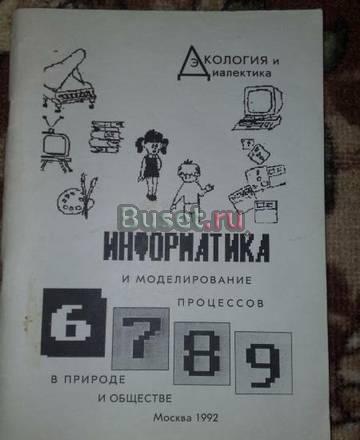 ЭКОЛОГИЯ и
Диалектика
Buset.ru
ИНФОРМАТИКА
И МОДЕЛИРОВАНИЕ
ПРОЦЕССОВ
6 7 8 9
В ПРИРОДЕ
И ОБЩЕСТВЕ
Москва 1992